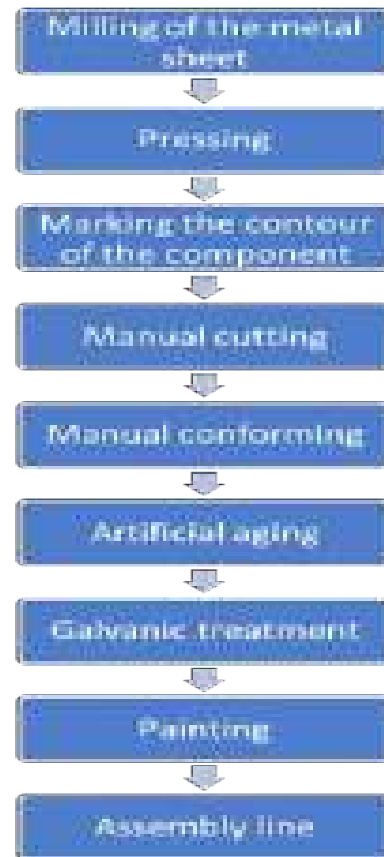 Milling of the metal
sheet
Pressing
Marking the contour
of the component
Manual cutting
Manual conforming
Artificial aging
Galvanic treatment
Painting
Assembly line